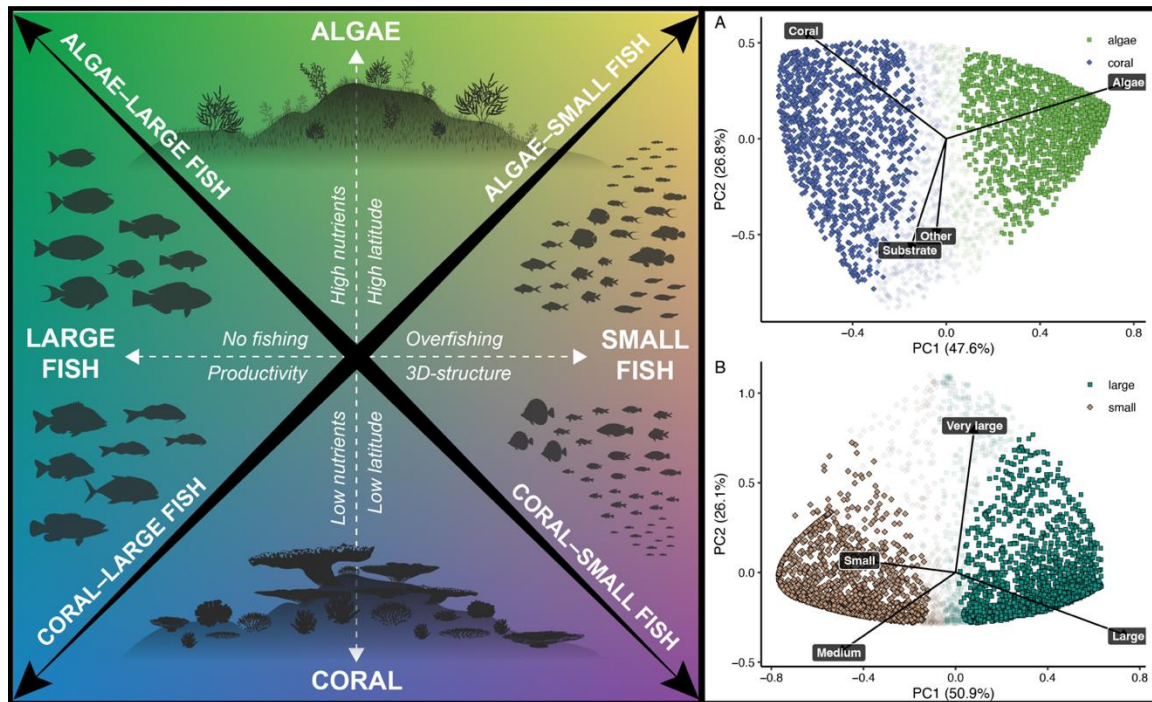 ALGAE
ALGAE–LARGE FISH
ALGAE–SMALL FISH
High nutrients
High latitude
LARGE
FISH
No fishing
Productivity
Overfishing
3D-structure
SMALL
FISH
Low nutrients
Low latitude
CORAL–LARGE FISH
CORAL–SMALL FISH
CORAL
A
algae
coral
Coral
Algae
Other
Substrate
0.5
0.0
−0.5
PC2 (26.8%)
−0.4
0.0
0.4
0.8
PC1 (47.6%)
B
large
small
Very large
Small
Medium
Large
1.0
0.5
0.0
−0.5
PC2 (26.1%)
−0.8
−0.4
0.0
0.4
0.8
PC1 (50.9%)